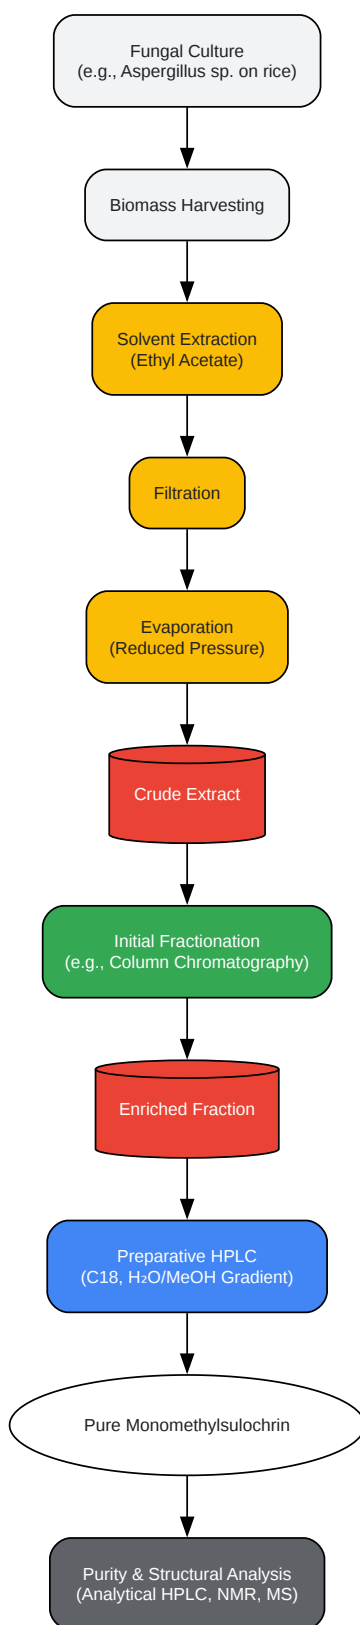 Fungal Culture
(e.g., Aspergillus sp. on rice)
Biomass Harvesting
Solvent Extraction
(Ethyl Acetate)
Filtration
Evaporation
(Reduced Pressure)
Crude Extract
Initial Fractionation
(e.g., Column Chromatography)
Enriched Fraction
Preparative HPLC
(C18, H₂O/MeOH Gradient)
Pure Monomethylsulochrin
Purity & Structural Analysis
(Analytical HPLC, NMR, MS)